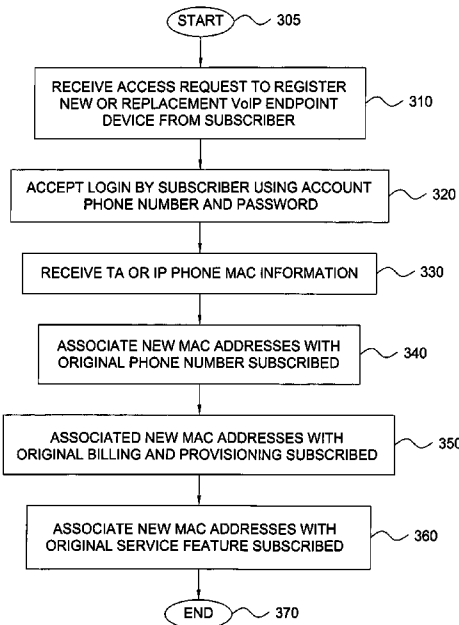 START
305
RECEIVE ACCESS REQUEST TO REGISTER
NEW OR REPLACEMENT VoIP ENDPOINT
DEVICE FROM SUBSCRIBER
310
ACCEPT LOGIN BY SUBSCRIBER USING ACCOUNT
PHONE NUMBER AND PASSWORD
320
RECEIVE TA OR IP PHONE MAC INFORMATION
330
ASSOCIATE NEW MAC ADDRESSES WITH
ORIGINAL PHONE NUMBER SUBSCRIBED
340
ASSOCIATED NEW MAC ADDRESSES WITH
ORIGINAL BILLING AND PROVISIONING SUBSCRIBED
350
ASSOCIATE NEW MAC ADDRESSES WITH
ORIGINAL SERVICE FEATURE SUBSCRIBED
360
END
370